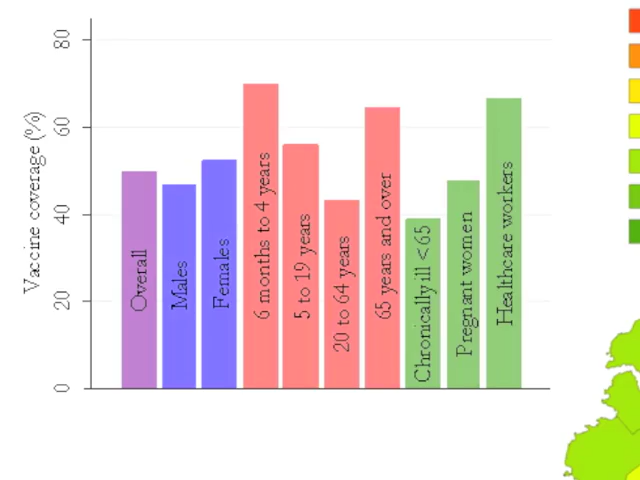 Vaccine coverage (%)
80
60
40
20
0
Overall
Males
Females
6 months to 4 years
5 to 19 years
20 to 64 years
65 years and over
Chronically ill <65
Pregnant women
Healthcare workers